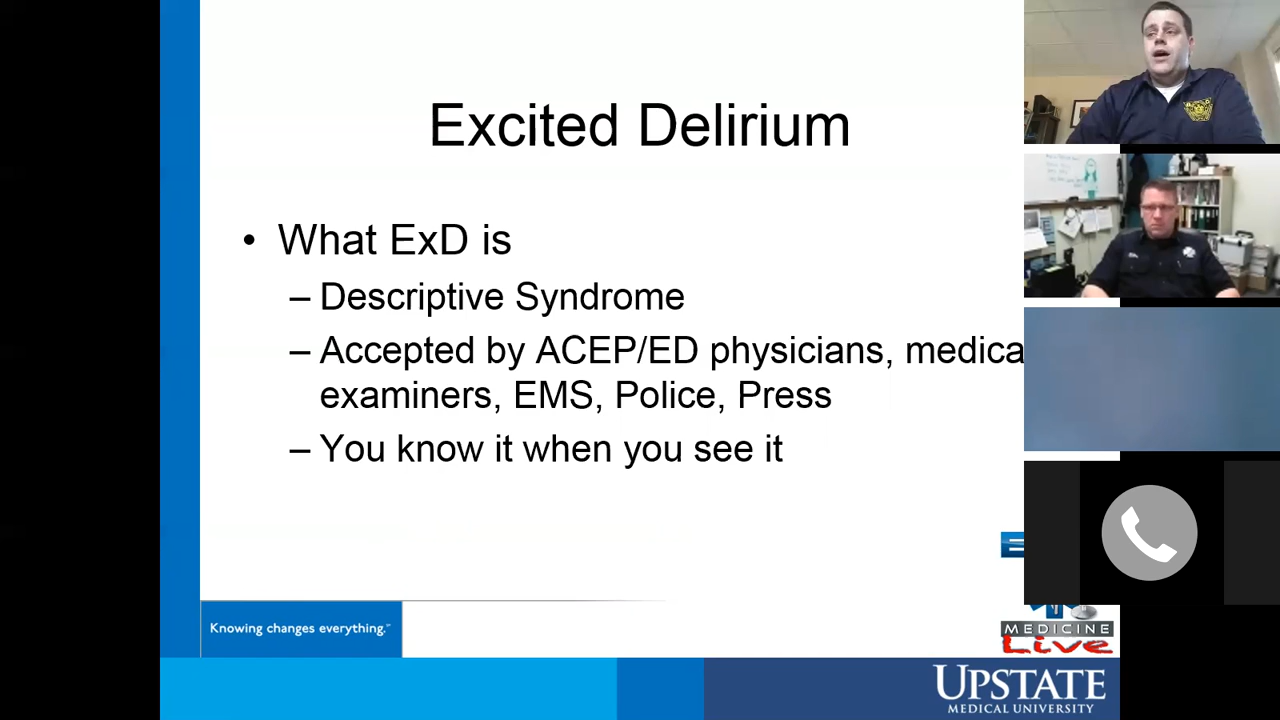 Excited Delirium
• What ExD is
– Descriptive Syndrome
– Accepted by ACEP/ED physicians, medica
examiners, EMS, Police, Press
– You know it when you see it
Knowing changes everything.™
MEDICINE
Live
UPSTATE
MEDICAL UNIVERSITY